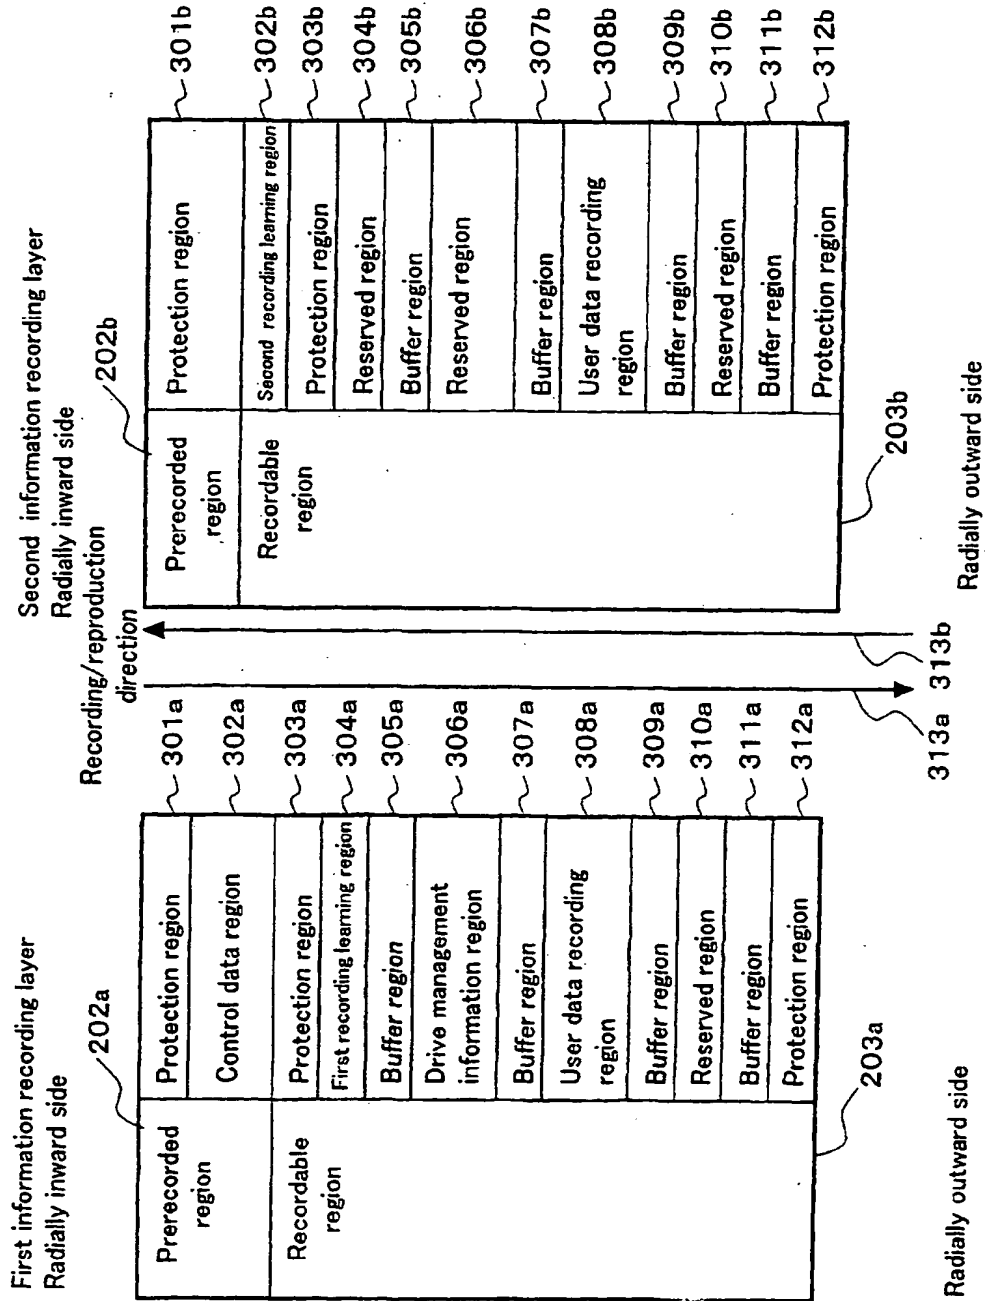 First information recording layer
Radially inward side
202a
Prerecorded
region
Recordable
region
Protection region
Control data region
Protection region
First recording learning region
Buffer region
Drive management
information region
Buffer region
User data recording
region
Buffer region
Reserved region
Buffer region
Protection region
301a
302a
303a
304a
305a
306a
307a
308a
309a
310a
311a
312a
203a
Radially outward side
Recording/reproduction
direction
313a
313b
Second information recording layer
Radially inward side
202b
Prerecorded
region
Recordable
region
Protection region
Second recording learning region
Protection region
Reserved region
Buffer region
Reserved region
Buffer region
User data recording
region
Buffer region
Reserved region
Buffer region
Protection region
301b
302b
303b
304b
305b
306b
307b
308b
309b
310b
311b
312b
203b
Radially outward side